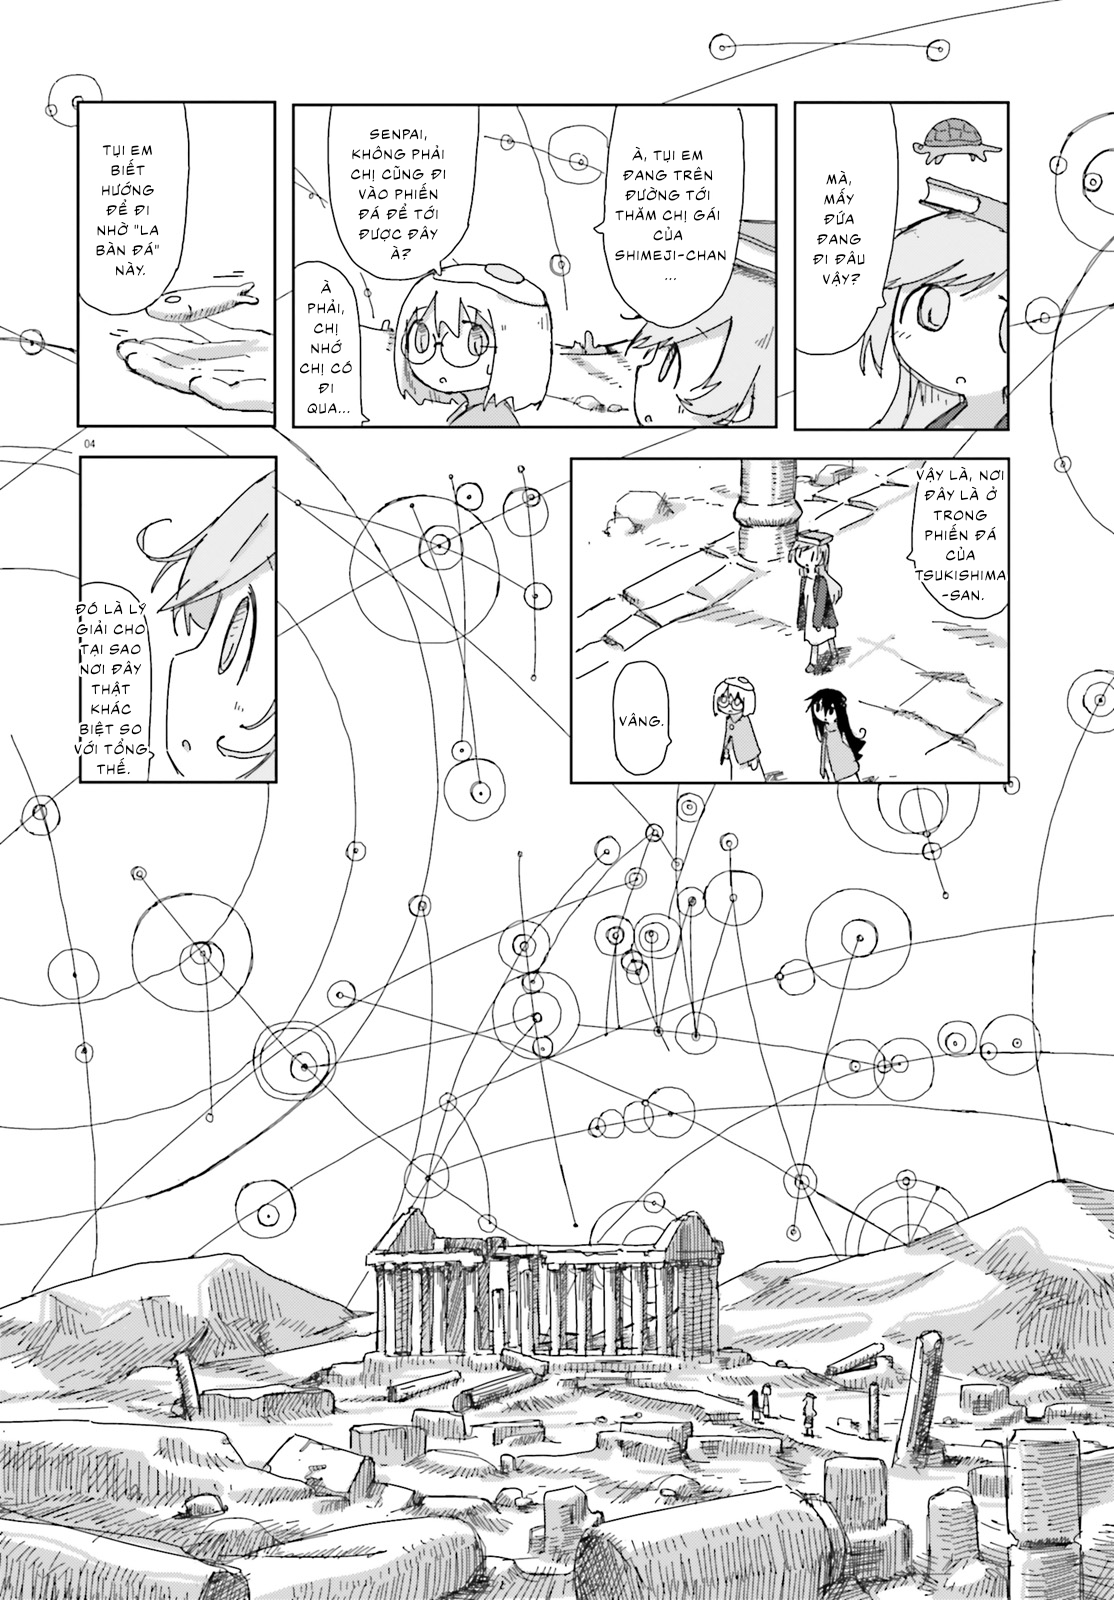 MÀ,
MẤY
ĐỨA
ĐANG
ĐI ĐÂU
VẬY?
À, TỤI EM
ĐANG TRÊN
ĐƯỜNG TỚI
THĂM CHỊ GÁI
CỦA
SHIMEJI-CHAN
...
SENPAI,
KHÔNG PHẢI
CHỊ CŨNG ĐI
VÀO PHIẾN
ĐÁ ĐỂ TỚI
ĐƯỢC ĐÂY
À?
À
PHẢI,
CHỊ
NHỚ
CHỊ CÓ
ĐI
QUA...
TỤI EM
BIẾT
HƯỚNG
ĐỂ ĐI
NHỜ "LA
BÀN ĐÁ"
NÀY.
04
VẬY LÀ, NƠI
ĐÂY LÀ Ở
TRONG
PHIẾN ĐÁ
CỦA
TSUKISHIMA
-SAN.
VÂNG.
ĐÓ LÀ LÝ
GIẢI CHO
TẠI SAO
NƠI ĐÂY
THẬT
KHÁC
BIỆT SO
VỚI TỔNG
THỂ.